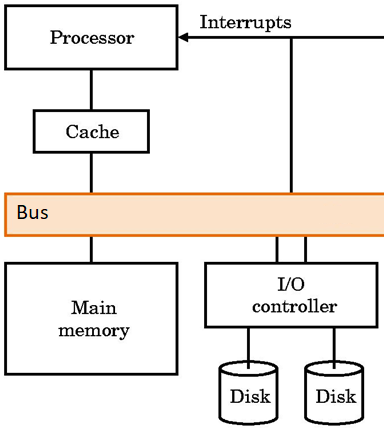 Processor
Interrupts
Cache
Bus
Main
memory
I/O
controller
Disk
Disk